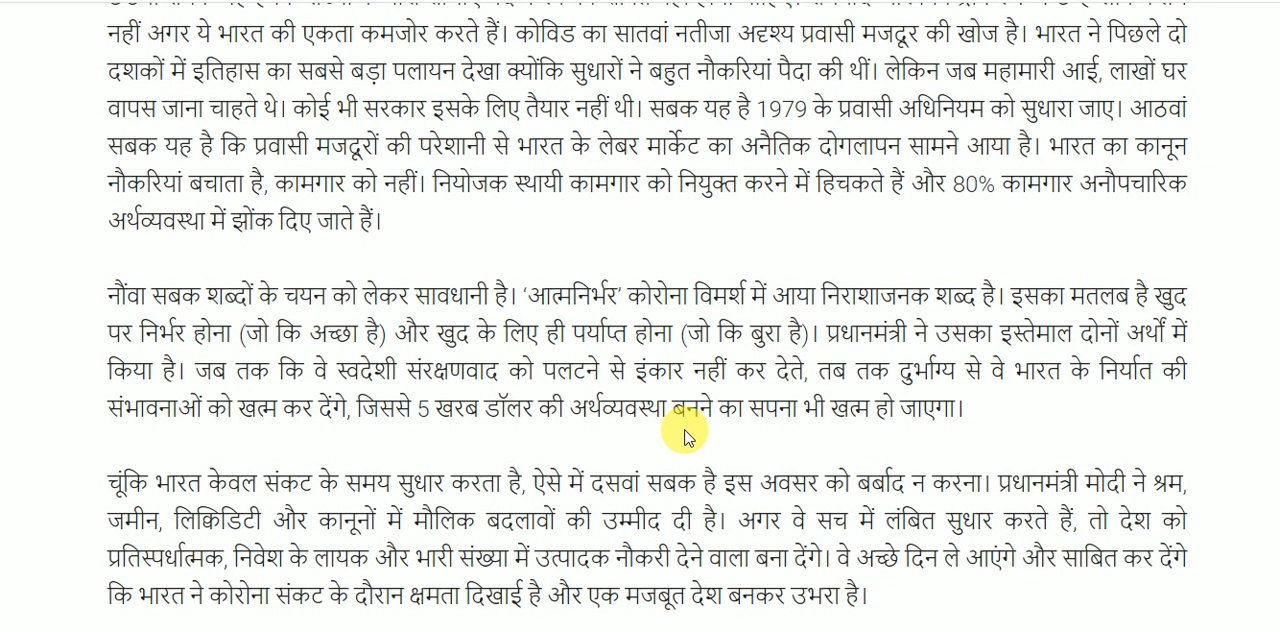 नहीं अगर ये भारत की एकता कमजोर करते हैं। कोविड का सातवां नतीजा अदृश्य प्रवासी मजदूर की खोज है। भारत ने पिछले दो
दशकों में इतिहास का सबसे बड़ा पलायन देखा क्योंकि सुधारों ने बहुत नौकरियां पैदा की थीं। लेकिन जब महामारी आई, लाखों घर
वापस जाना चाहते थे। कोई भी सरकार इसके लिए तैयार नहीं थी। सबक यह है 1979 के प्रवासी अधिनियम को सुधारा जाए। आठवां
सबक यह है कि प्रवासी मजदूरों की परेशानी से भारत के लेबर मार्केट का अनैतिक दोगलापन सामने आया है। भारत का कानून
नौकरियां बचाता है, कामगार को नहीं। नियोजक स्थायी कामगार को नियुक्त करने में हिचकते हैं और 80% कामगार अनौपचारिक
अर्थव्यवस्था में झोंक दिए जाते हैं।
नौंवा सबक शब्दों के चयन को लेकर सावधानी है। ‘आत्मनिर्भर’ कोरोना विमर्श में आया निराशाजनक शब्द है। इसका मतलब है खुद
पर निर्भर होना (जो कि अच्छा है) और खुद के लिए ही पर्याप्त होना (जो कि बुरा है)। प्रधानमंत्री ने उसका इस्तेमाल दोनों अर्थों में
किया है। जब तक कि वे स्वदेशी संरक्षणवाद को पलटने से इंकार नहीं कर देते, तब तक दुर्भाग्य से वे भारत के निर्यात की
संभावनाओं को खत्म कर देंगे, जिससे 5 खरब डॉलर की अर्थव्यवस्था बनने का सपना भी खत्म हो जाएगा।
चूंकि भारत केवल संकट के समय सुधार करता है, ऐसे में दसवां सबक है इस अवसर को बर्बाद न करना। प्रधानमंत्री मोदी ने श्रम,
जमीन, लिक्विडिटी और कानूनों में मौलिक बदलावों की उम्मीद दी है। अगर वे सच में लंबित सुधार करते हैं, तो देश को
प्रतिस्पर्धात्मक, निवेश के लायक और भारी संख्या में उत्पादक नौकरी देने वाला बना देंगे। वे अच्छे दिन ले आएंगे और साबित कर देंगे
कि भारत ने कोरोना संकट के दौरान क्षमता दिखाई है और एक मजबूत देश बनकर उभरा है।